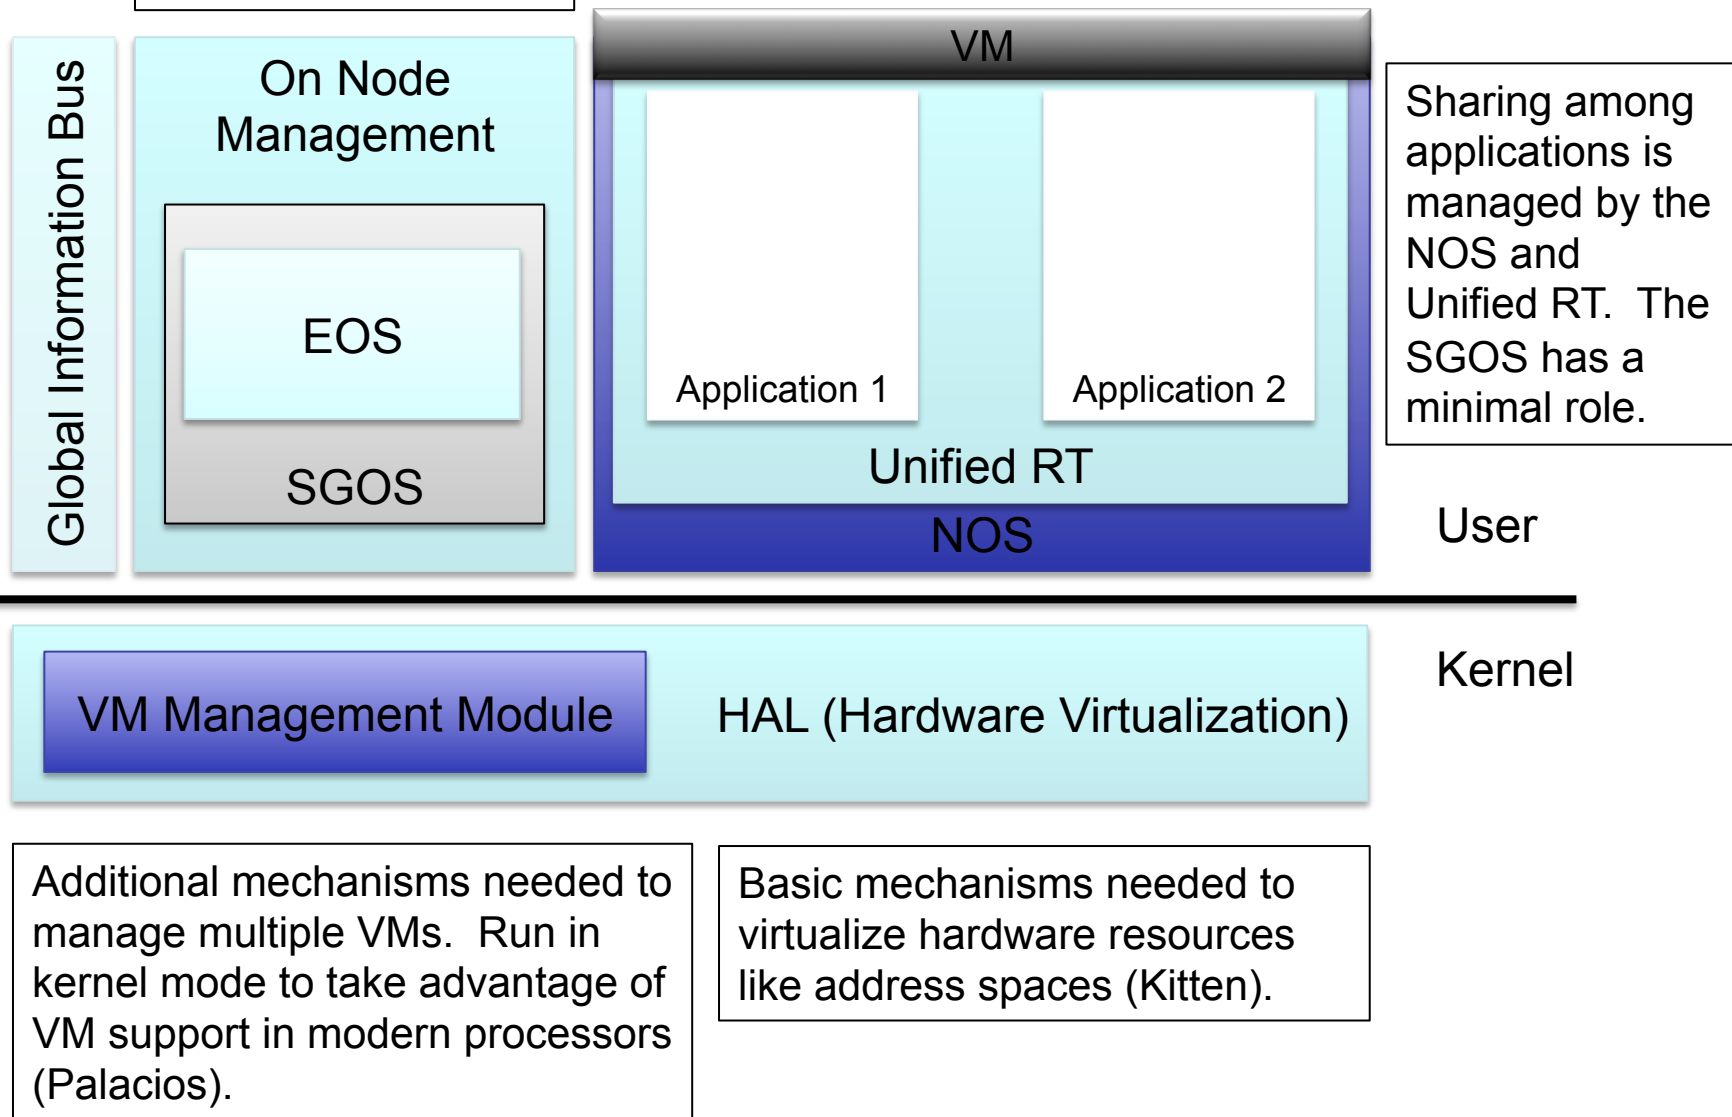 Global Information Bus
On Node
Management
EOS
SGOS
VM
Application 1
Application 2
Unified RT
NOS
Sharing among
applications is
managed by the
NOS and
Unified RT.  The
SGOS has a
minimal role.
User
Kernel
VM Management Module
HAL (Hardware Virtualization)
Additional mechanisms needed to
manage multiple VMs.  Run in
kernel mode to take advantage of
VM support in modern processors
(Palacios).
Basic mechanisms needed to
virtualize hardware resources
like address spaces (Kitten).